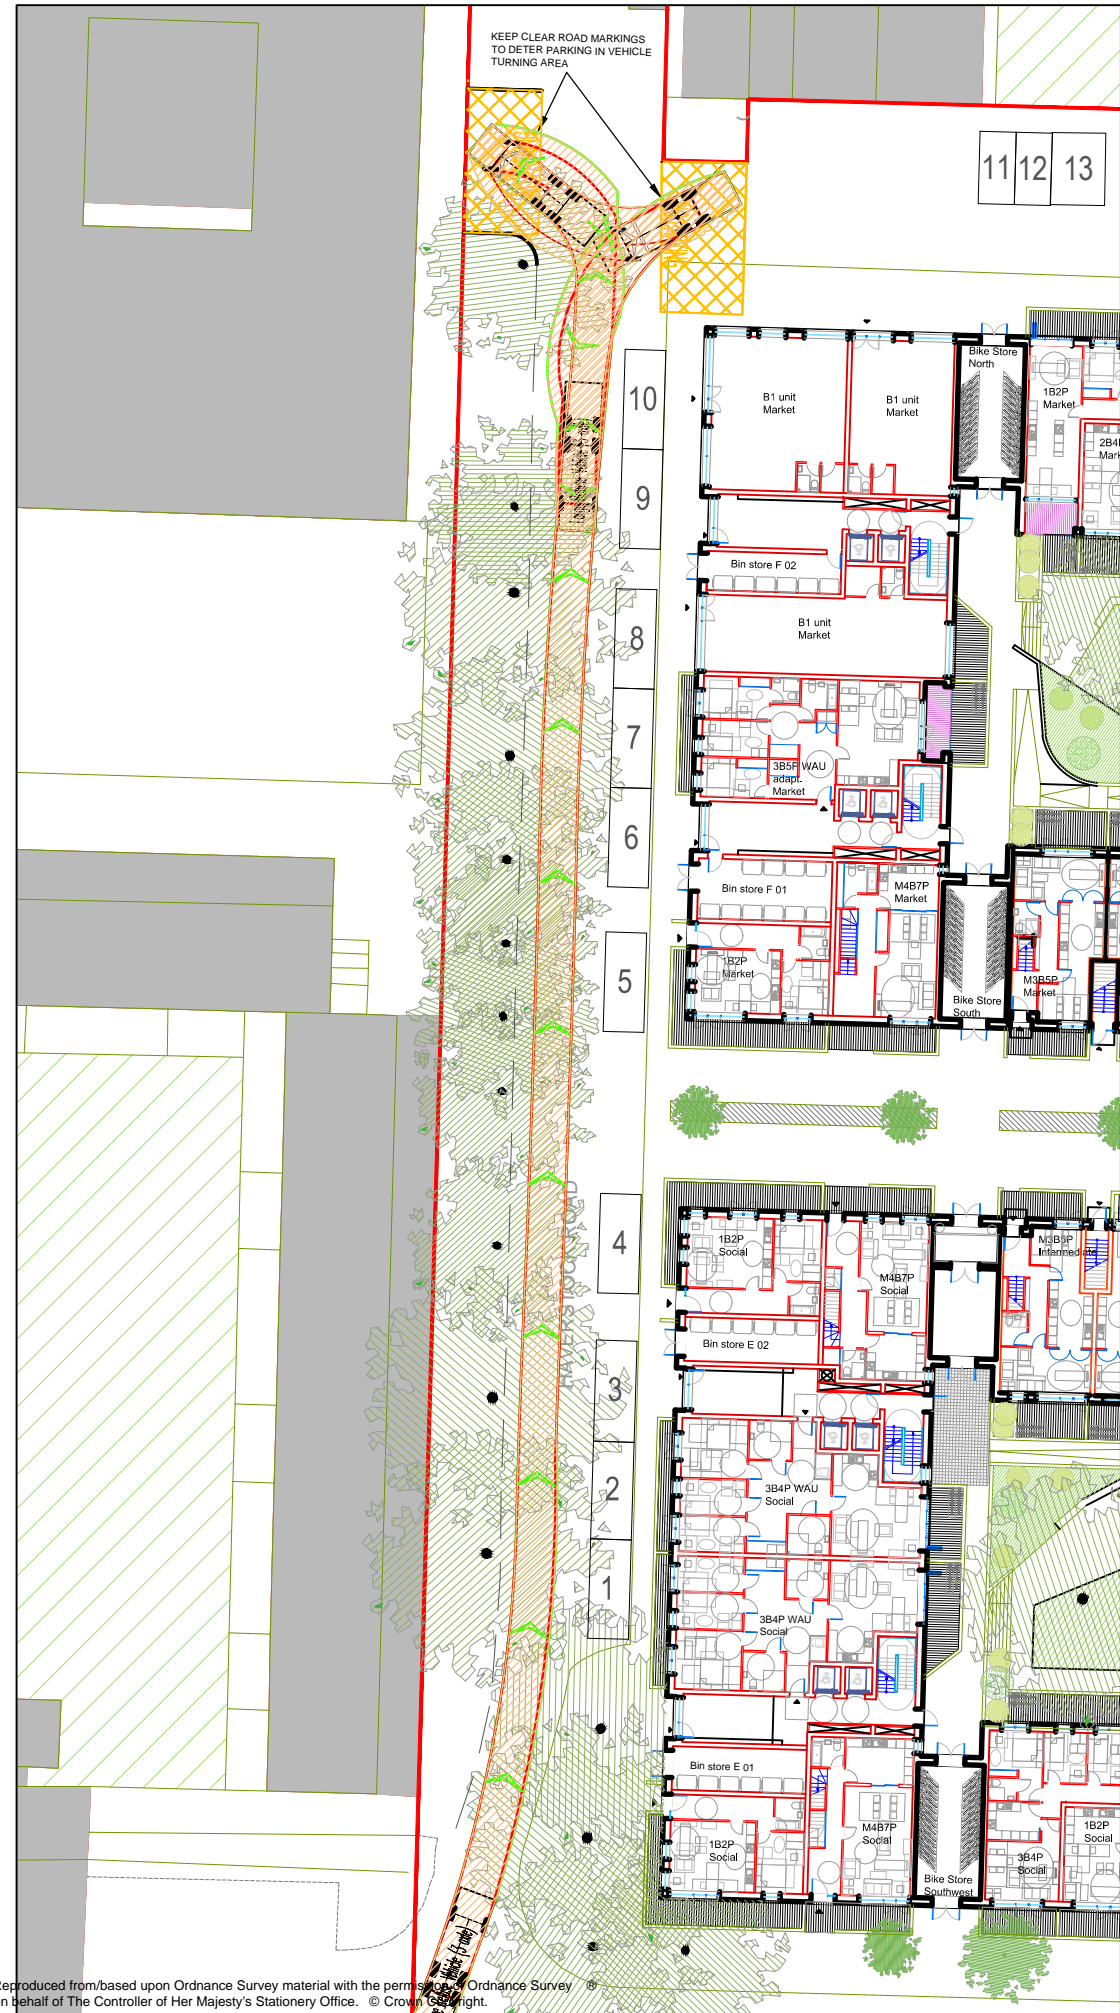 KEEP CLEAR ROAD MARKINGS
TO DETER PARKING IN VEHICLE
TURNING AREA
11 12 13
10
9
8
7
6
5
4
3
2
1
B1 unit
Market
B1 unit
Market
Bike Store
North
1B2P
Market
Bin store F 02
B1 unit
Market
3B5P WAU
adapt.
Market
Bin store F 01
M4B7P
Market
1B2P
Market
Bike Store
South
M3B5P
Market
1B2P
Social
M4B7P
Social
Intermediate
Bin store E 02
3B4P WAU
Social
3B4P WAU
Social
Bin store E 01
1B2P
Social
M4B7P
Social
Bike Store
Southwest
3B4P
Social
1B2P
Social
Reproduced from/based upon Ordnance Survey material with the permission of Ordnance Survey ®
on behalf of The Controller of Her Majesty's Stationery Office. © Crown Copyright.